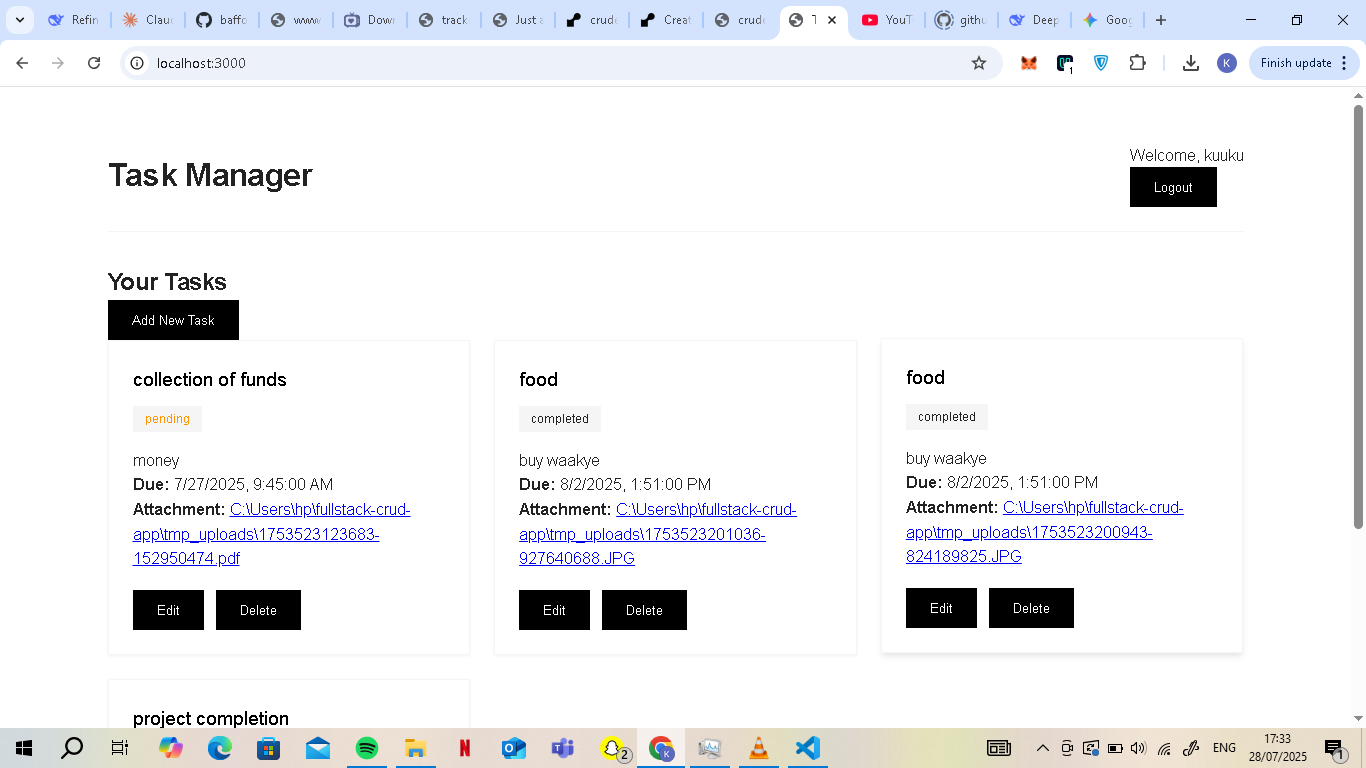 Refin
Clau
baffo
www
Dow
track
Just a
crude
Creat
crude
T
YouT
githu
Deep
Goog
localhost:3000
1
K
Finish update
Welcome, kuuku
Task Manager
Logout
Your Tasks
Add New Task
collection of funds
pending
money
Due: 7/27/2025, 9:45:00 AM
Attachment: C:\Users\hp\fullstack-crud-
app\tmp_uploads\1753523123683-
152950474.pdf
Edit
Delete
food
completed
buy waakye
Due: 8/2/2025, 1:51:00 PM
Attachment: C:\Users\hp\fullstack-crud-
app\tmp_uploads\1753523201036-
927640688.JPG
Edit
Delete
food
completed
buy waakye
Due: 8/2/2025, 1:51:00 PM
Attachment: C:\Users\hp\fullstack-crud-
app\tmp_uploads\1753523200943-
824189825.JPG
Edit
Delete
project completion
2
K
ENG
17:33
28/07/2025
1